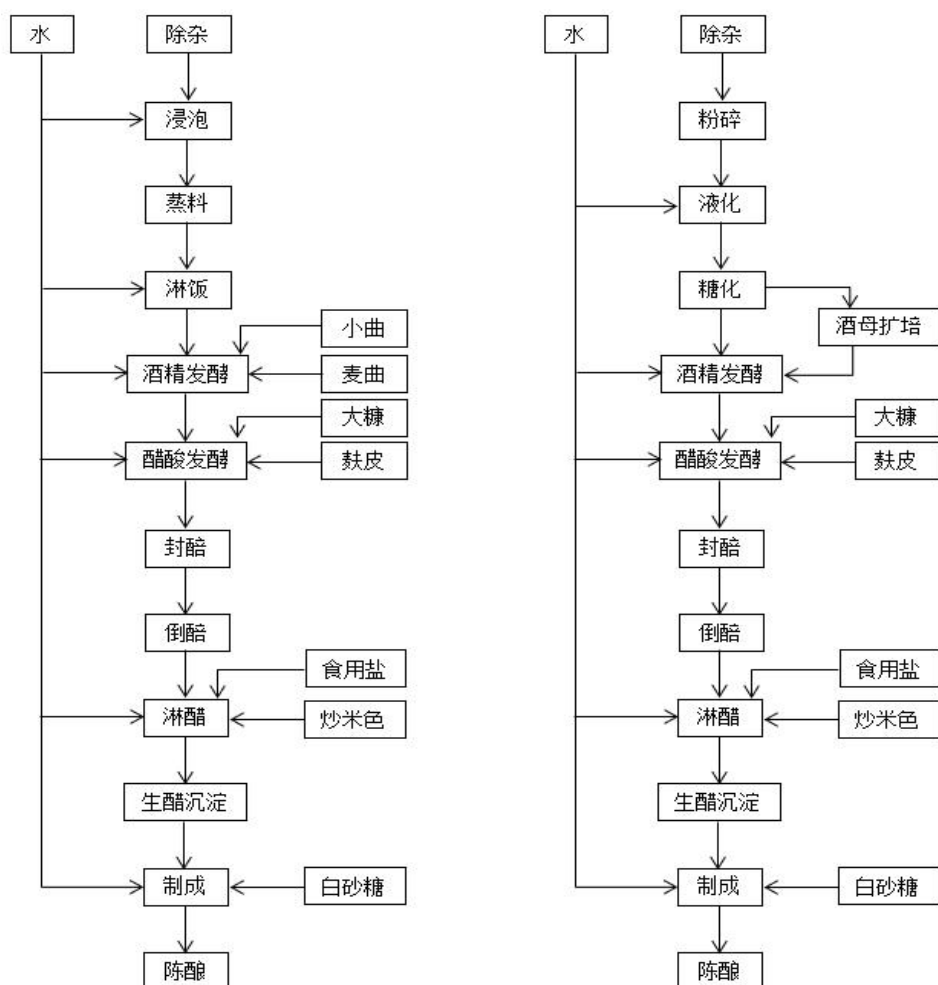 水
除杂
浸泡
蒸料
淋饭
小曲
酒精发酵
麦曲
大糠
醋酸发酵
麸皮
封醅
倒醅
食用盐
淋醋
炒米色
生醋沉淀
制成
白砂糖
陈酿
水
除杂
粉碎
液化
糖化
酒母扩培
酒精发酵
大糠
醋酸发酵
麸皮
封醅
倒醅
食用盐
淋醋
炒米色
生醋沉淀
制成
白砂糖
陈酿